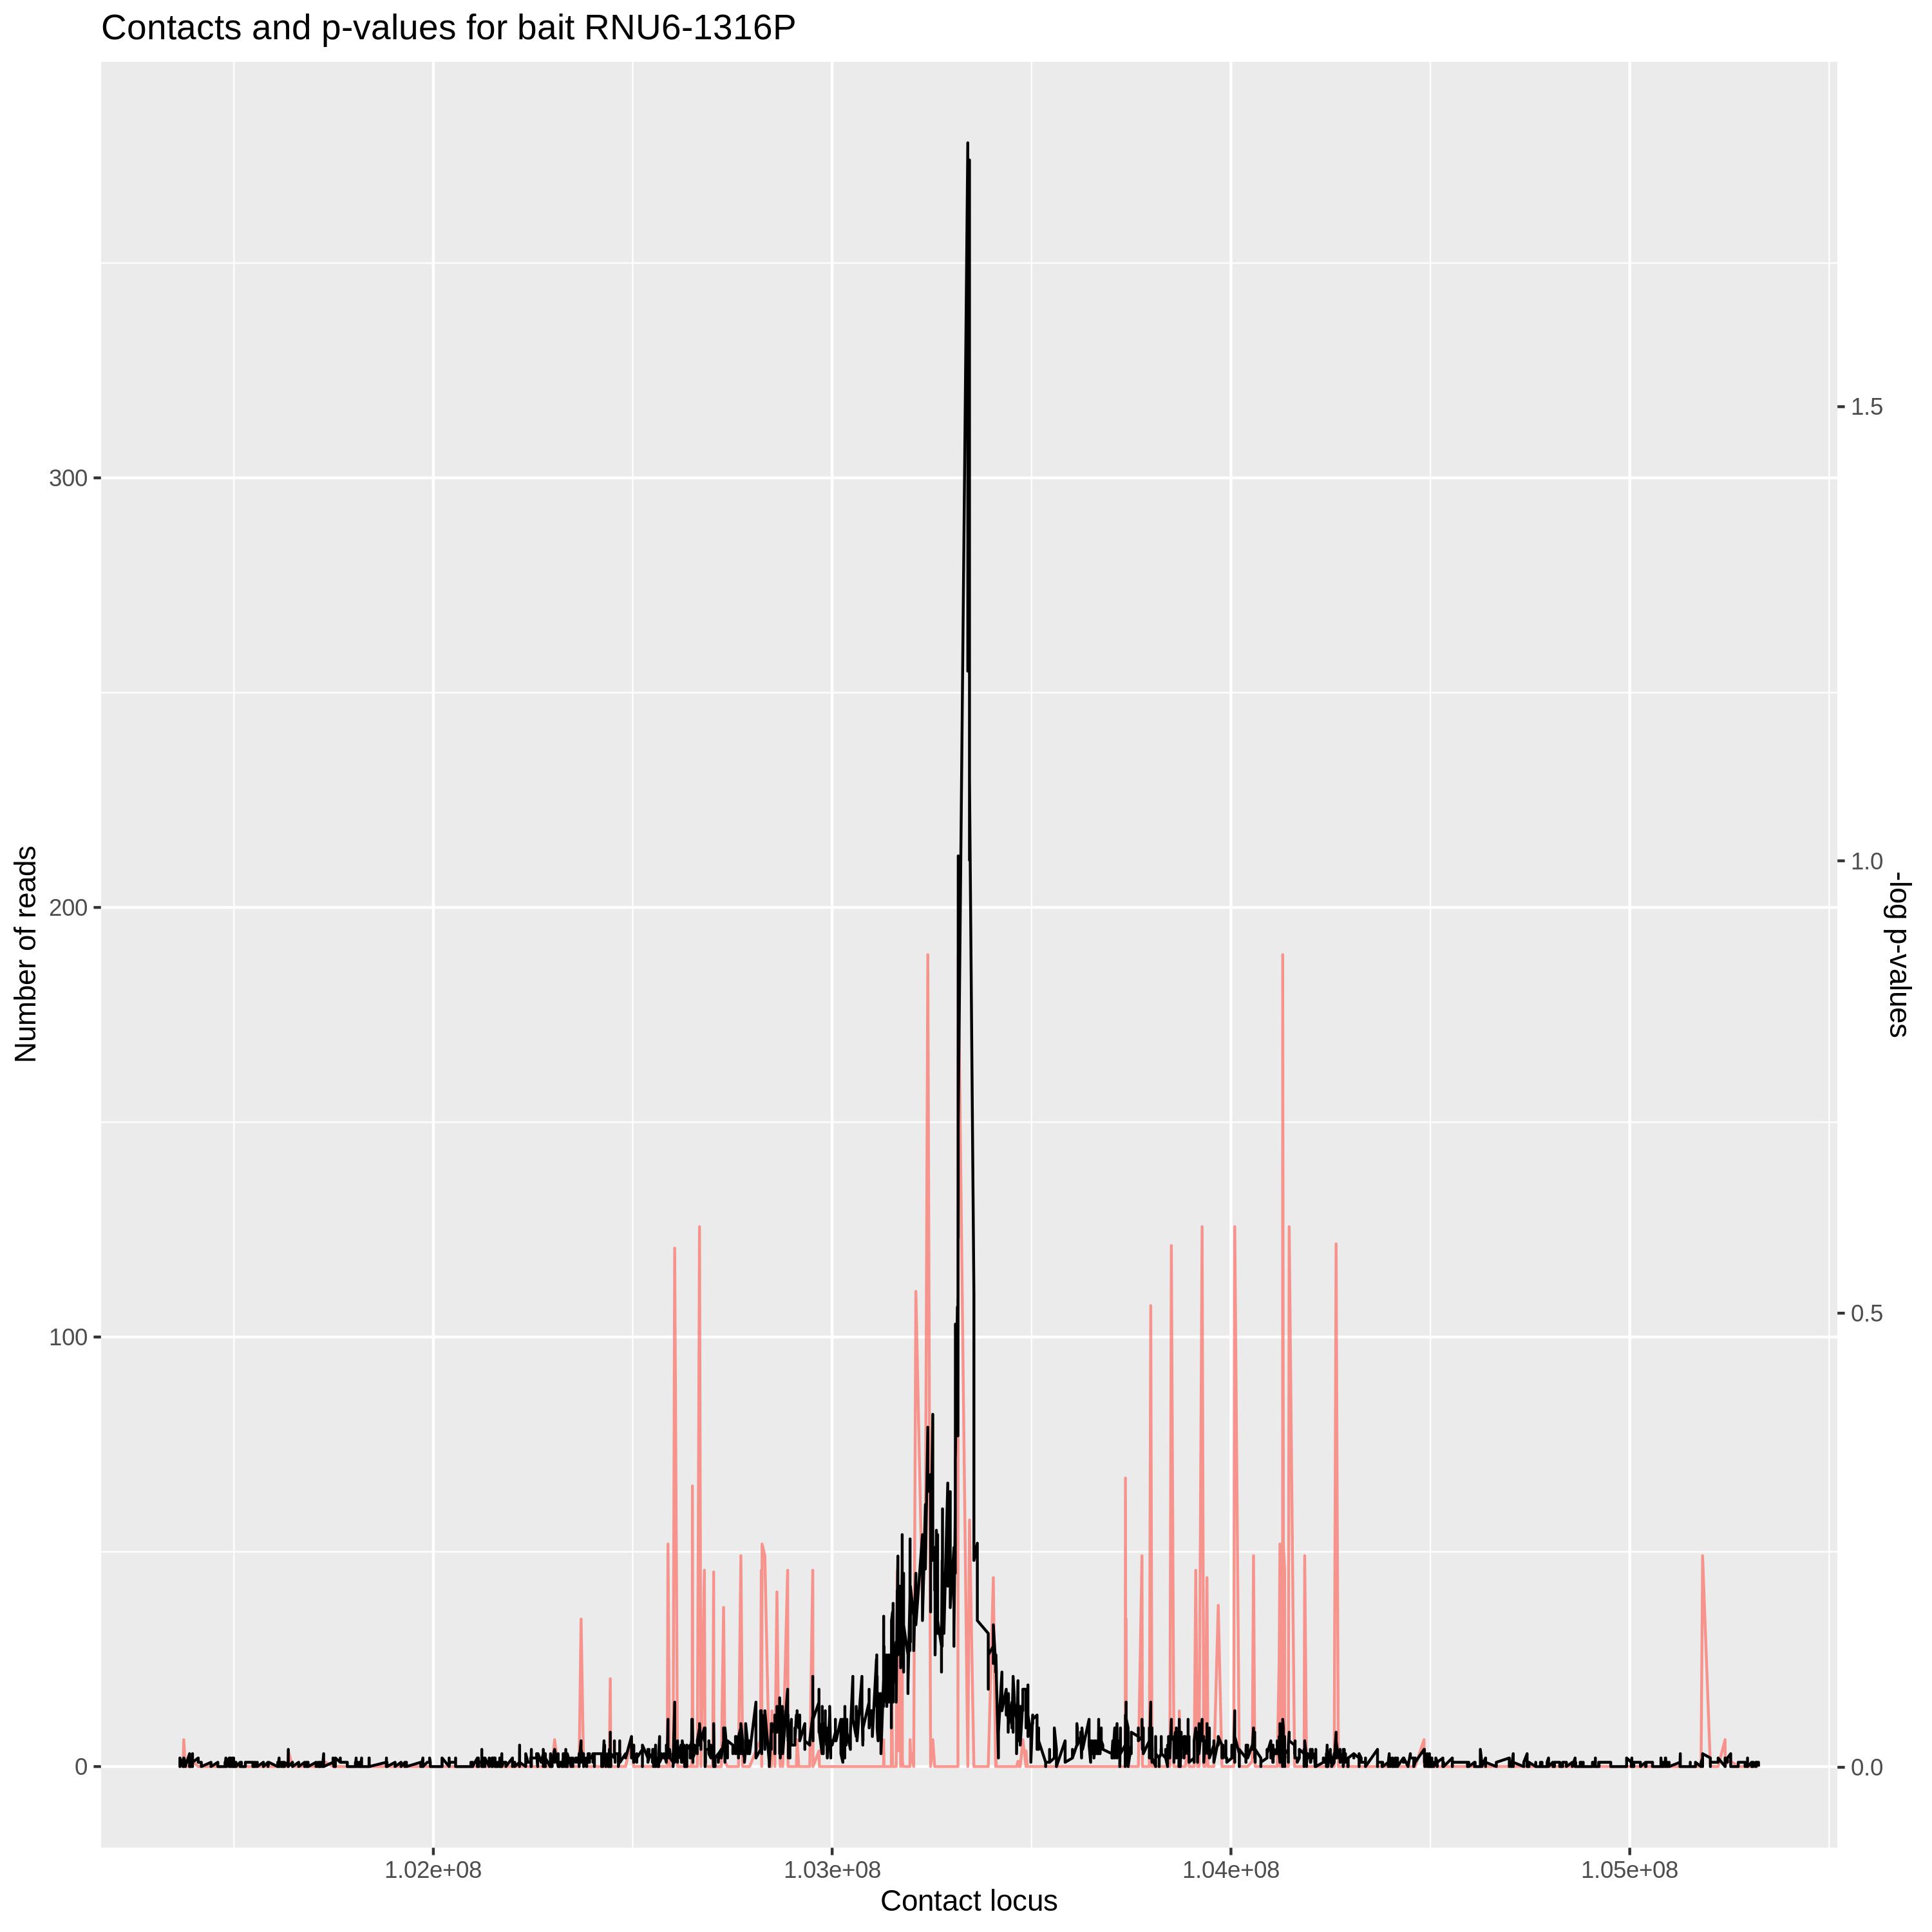 Contacts and p-values for bait RNU6-1316P
Number of reads
300
200
100
0
1.5
1.0
0.5
0.0
-log p-values
1.02e+08
1.03e+08
1.04e+08
1.05e+08
Contact locus